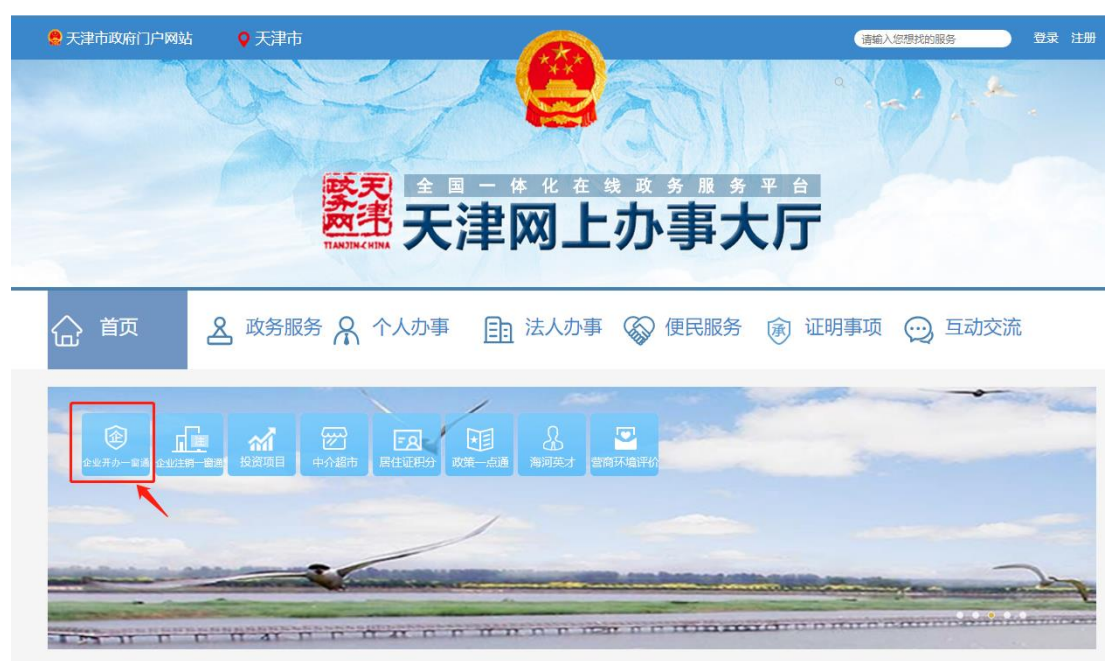 天津市政府门户网站 天津市 请输入您想找的服务 登录 注册
天津政务网
TIANJIN·CHINA
全国一体化在线政务服务平台
天津网上办事大厅
首页 政务服务 个人办事 法人办事 便民服务 承 证明事项 互动交流
企
企业开办一窗通 企业注销一窗通 投资项目 中介超市 居住证积分 政策一点通 海河英才 营商环境评价